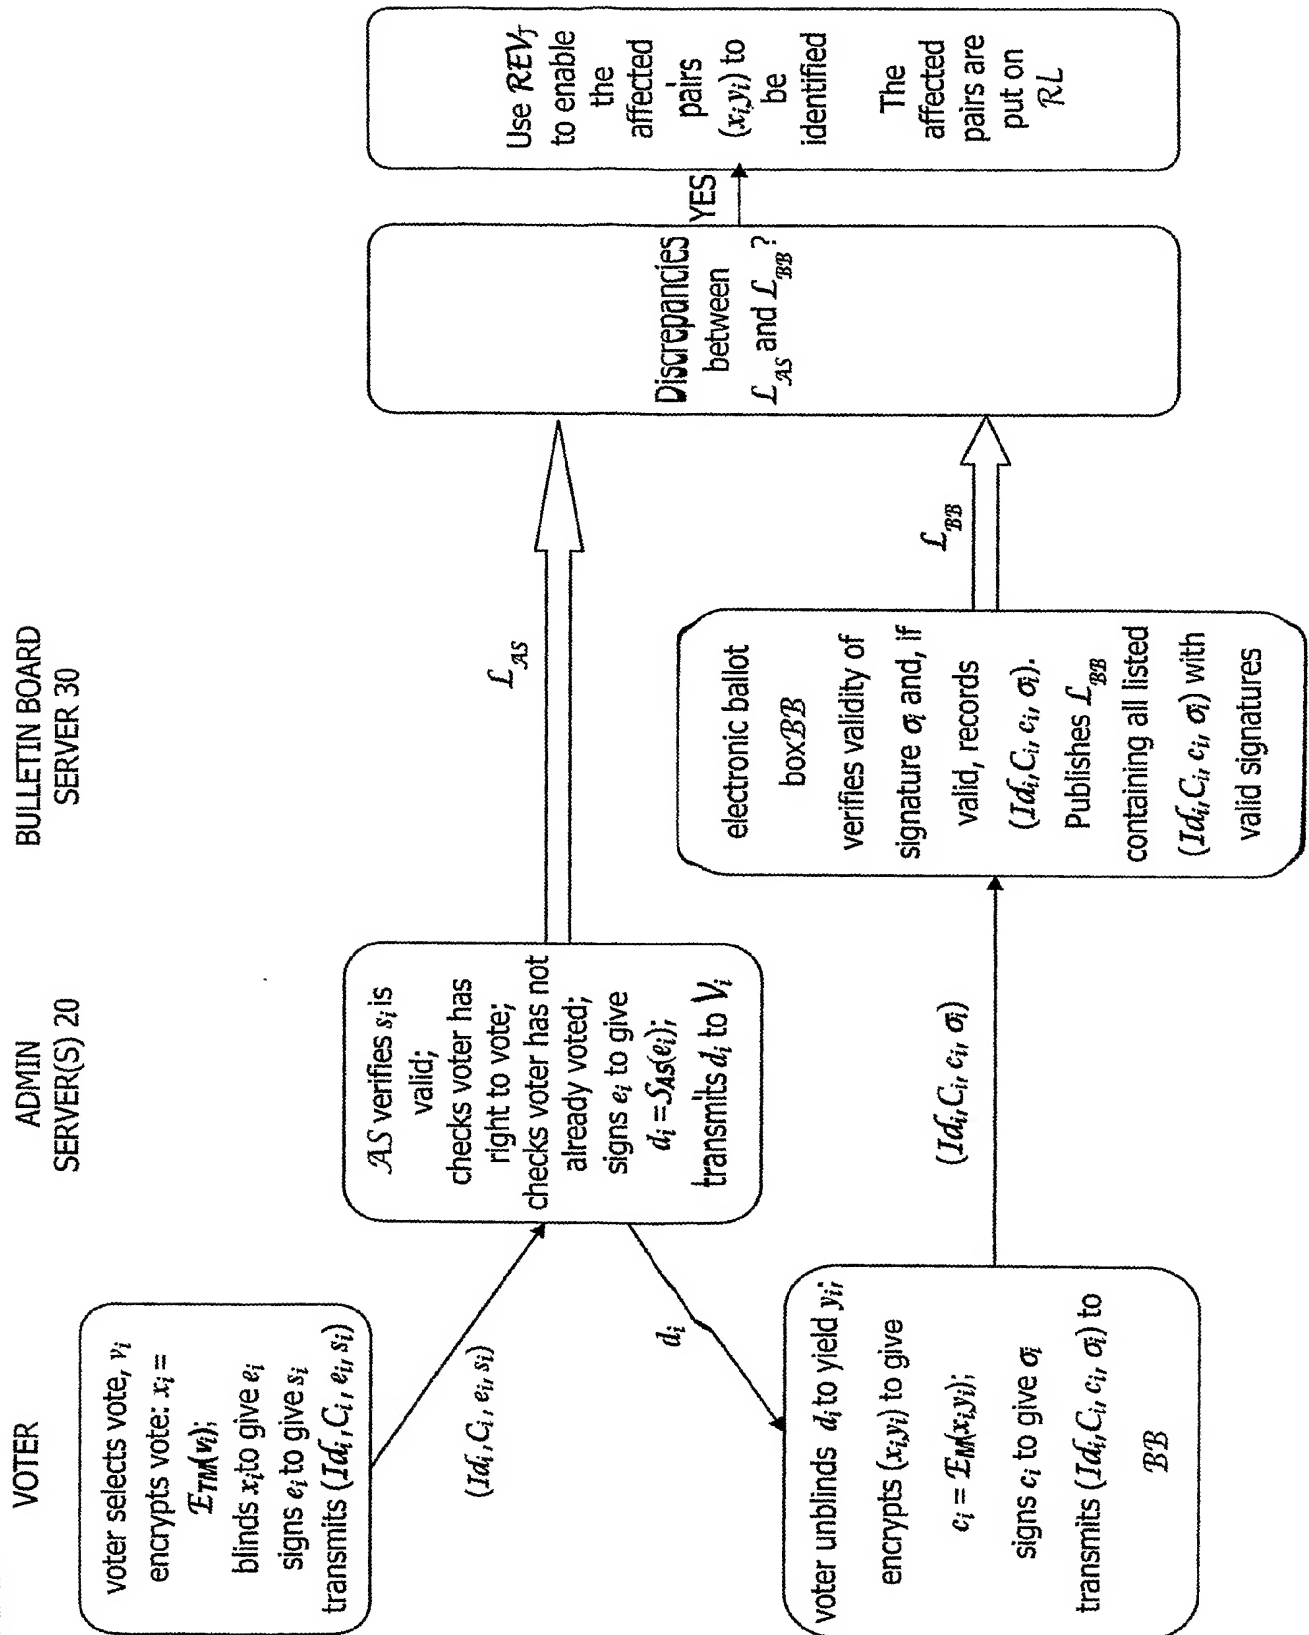 VOTER
ADMIN
SERVER(S) 20
BULLETIN BOARD
SERVER 30
voter selects vote, vᵢ
encrypts vote: xᵢ =
ℰTM(vᵢ);
blinds xᵢ to give eᵢ
signs eᵢ to give sᵢ
transmits (Idᵢ, Cᵢ, eᵢ, sᵢ)
(Idᵢ, Cᵢ, eᵢ, sᵢ)
𝒜𝒮 verifies sᵢ is
valid;
checks voter has
right to vote;
checks voter has not
already voted;
signs eᵢ to give
dᵢ =𝒮AS(eᵢ);
transmits dᵢ to 𝒱ᵢ
dᵢ
voter unblinds dᵢ to yield yᵢ;
encrypts (xᵢ,yᵢ) to give
cᵢ = ℰM(xᵢ,yᵢ);
signs cᵢ to give σᵢ
transmits (Idᵢ, Cᵢ, cᵢ, σᵢ) to
ℬℬ
(Idᵢ, Cᵢ, cᵢ, σᵢ)
electronic ballot
boxℬℬ
verifies validity of
signature σᵢ and, if
valid, records
(Idᵢ, Cᵢ, cᵢ, σᵢ).
Publishes ℒℬℬ
containing all listed
(Idᵢ, Cᵢ, cᵢ, σᵢ) with
valid signatures
ℒ𝒜𝒮
ℒℬℬ
Discrepancies
between
ℒ𝒜𝒮 and ℒℬℬ?
YES
Use ℛℰ𝒱𝒥
to enable
the
affected
pairs
(xᵢ,yᵢ) to
be
identified
The
affected
pairs are
put on
ℛℒ